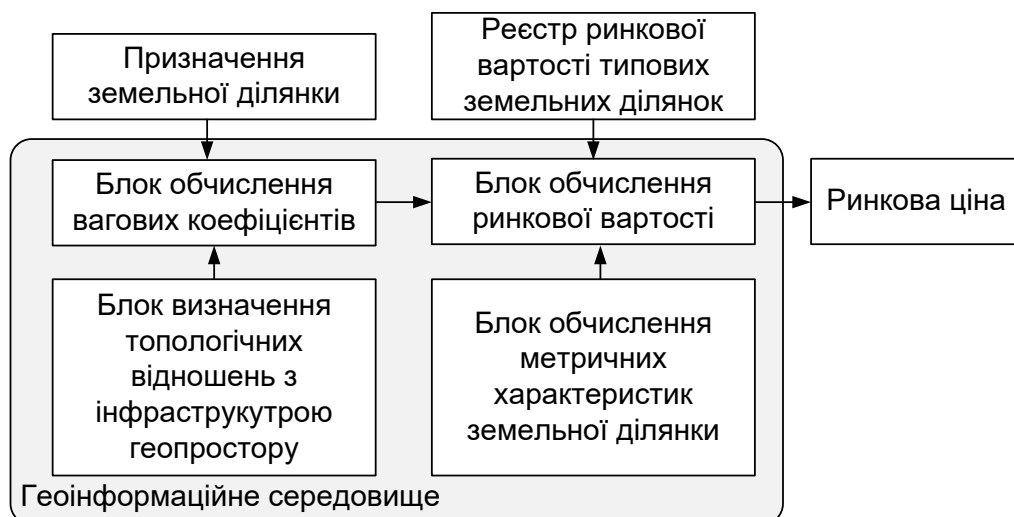 Призначення
земельної ділянки
Реєстр ринкової
вартості типових
земельних ділянок
Блок обчислення
вагових коефіцієнтів
Блок обчислення
ринкової вартості
Ринкова ціна
Блок визначення
топологічних
відношень з
інфраструкутрою
геопростору
Блок обчислення
метричних
характеристик
земельної ділянки
Геоінформаційне середовище